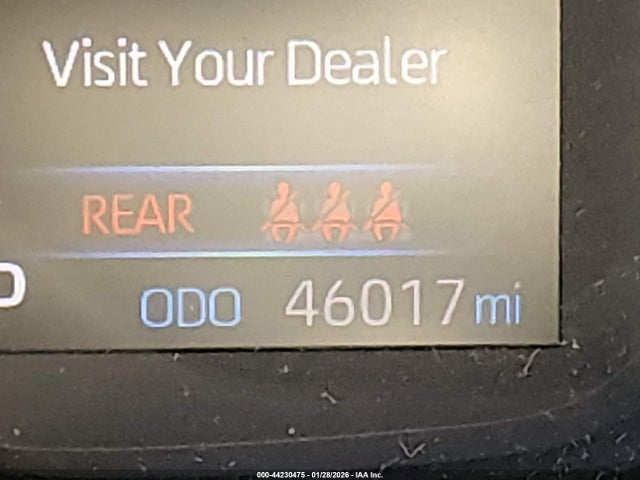 Visit Your Dealer
REAR
ODO 46017 mi
000-44230475 - 01/28/2026 - IAA Inc.